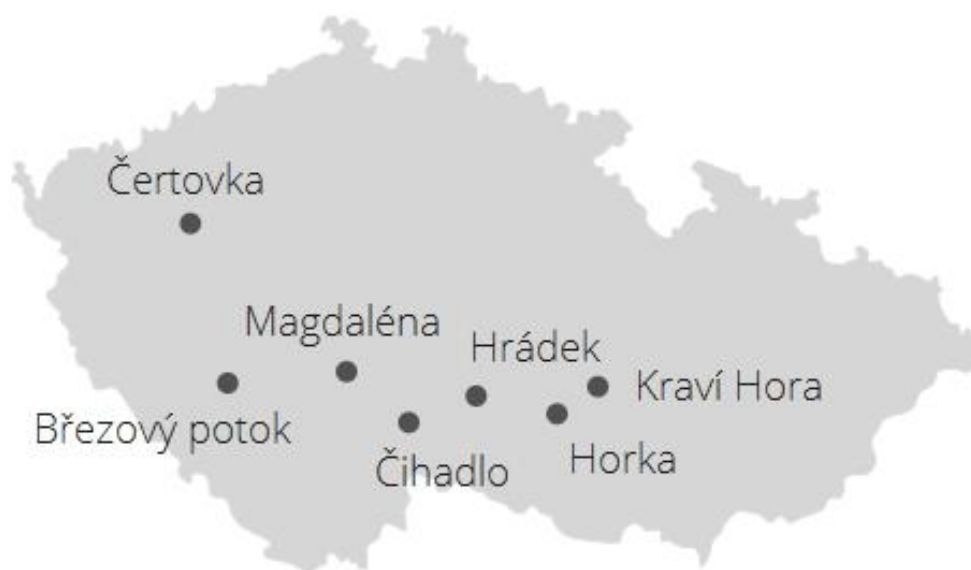 Čertovka
Magdaléna
Hrádek
Kraví Hora
Březový potok
Čihadlo
Horka